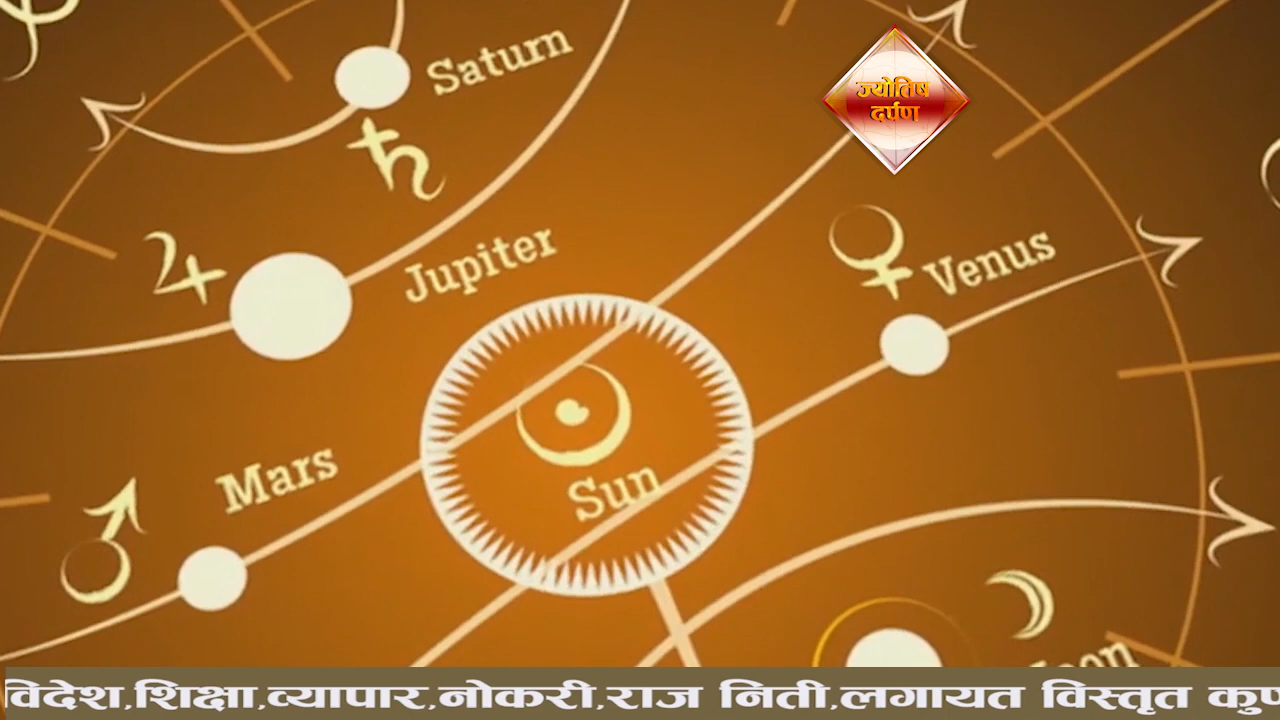 Saturn
ज्योतिष
दर्पण
Jupiter
Venus
Mars
Sun
विदेश,शिक्षा,व्यापार,नोकरी,राज निती,लगायत विस्तृत